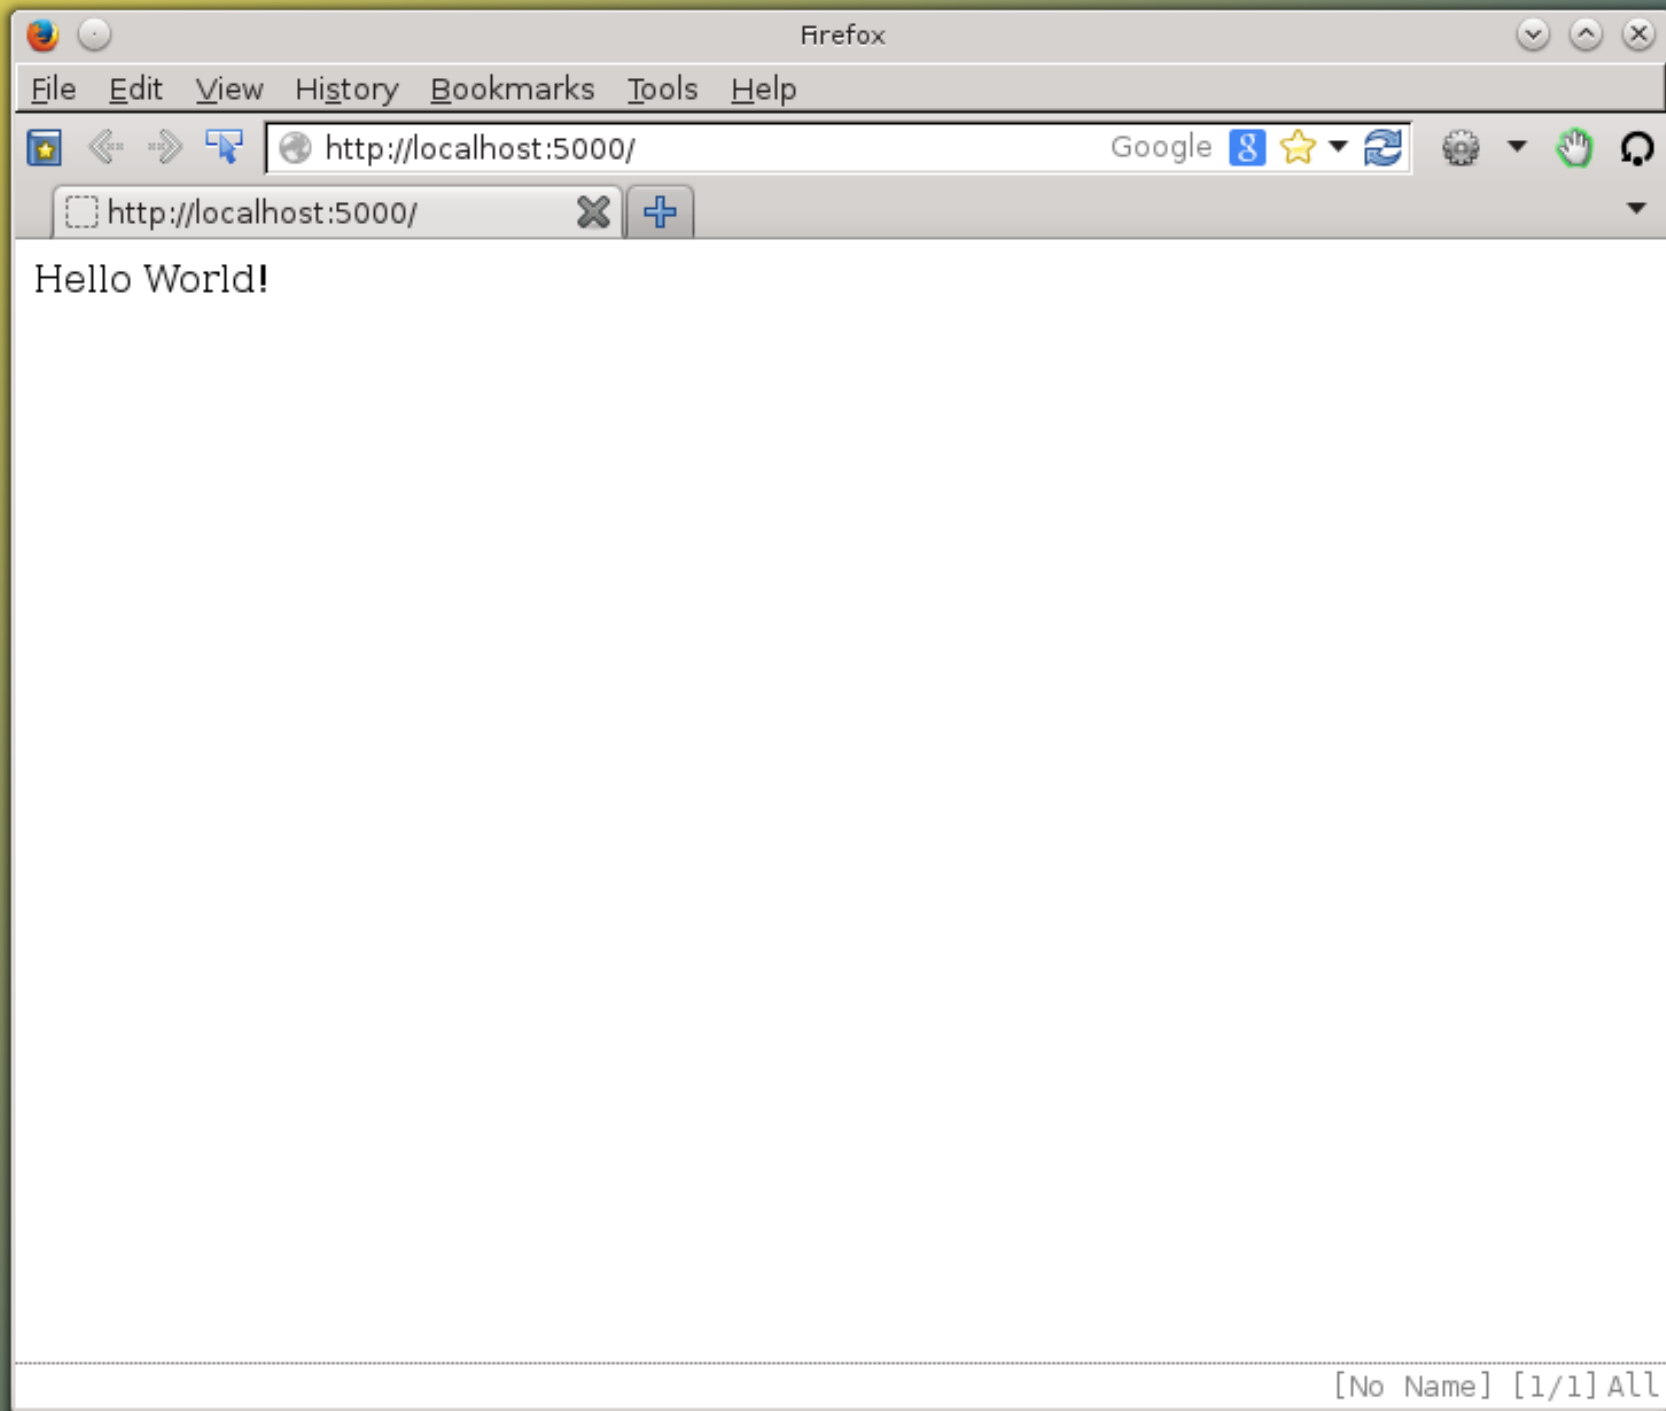 Firefox
File Edit View History Bookmarks Tools Help
http://localhost:5000/ Google 8
http://localhost:5000/
Hello World!
[No Name] [1/1] All